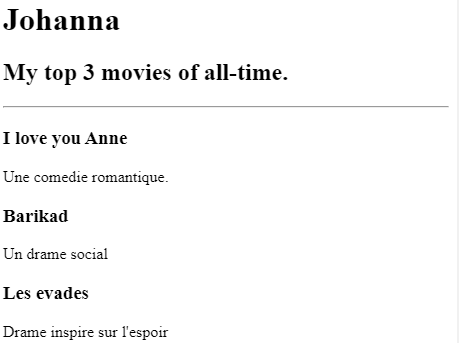 Johanna
My top 3 movies of all-time.
I love you Anne
Une comedie romantique.
Barikad
Un drame social
Les evades
Drame inspire sur l'espoir